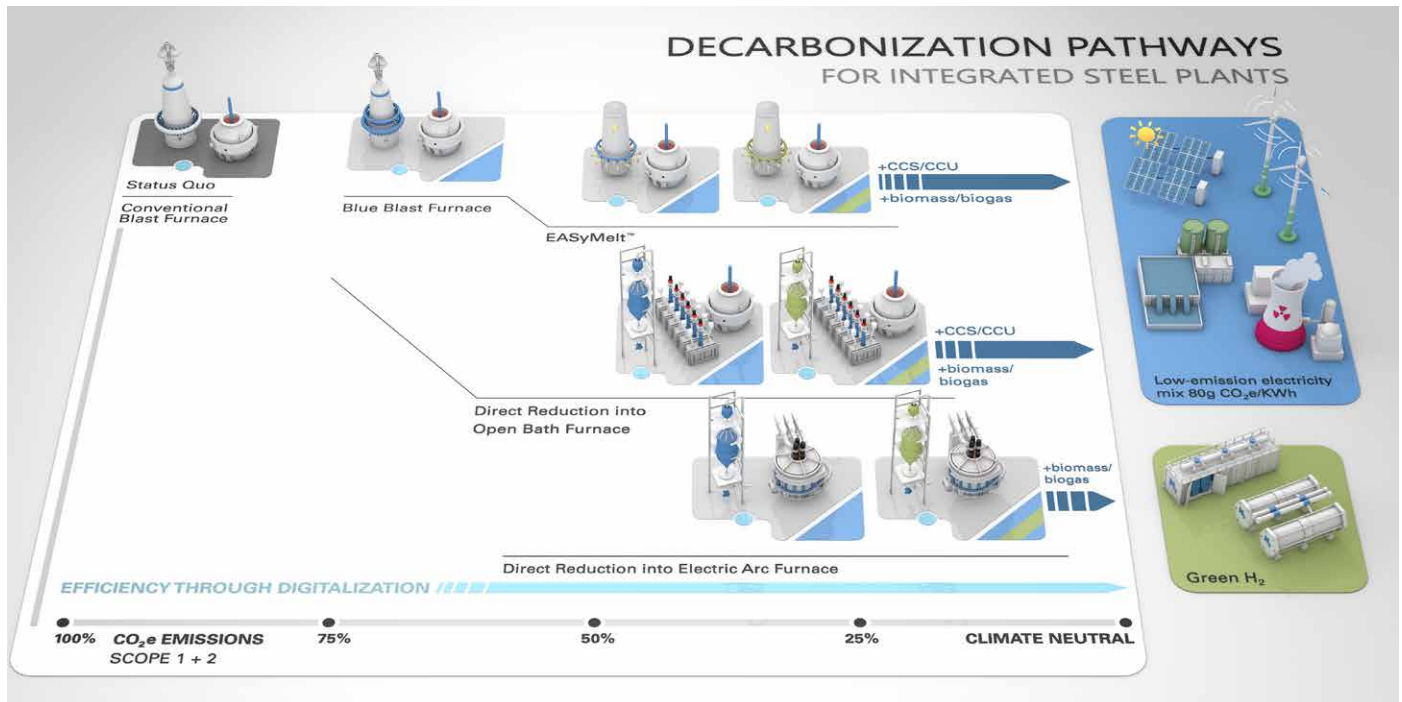 DECARBONIZATION PATHWAYS
FOR INTEGRATED STEEL PLANTS
Status Quo
Conventional
Blast Furnace
Blue Blast Furnace
EASyMelt™
+CCS/CCU
+biomass/biogas
Direct Reduction into
Open Bath Furnace
+CCS/CCU
+biomass/
biogas
Direct Reduction into Electric Arc Furnace
+biomass/
biogas
Low-emission electricity
mix 80g CO₂e/KWh
Green H₂
EFFICIENCY THROUGH DIGITALIZATION
100% CO₂e EMISSIONS 75% 50% 25% CLIMATE NEUTRAL
SCOPE 1 + 2